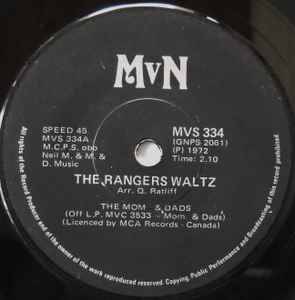 MvN
SPEED 45
MVS 334A
M.C.P.S. obo
Neil M. & M. &
D. Music
MVS 334
(GNPS 2061)
(P) 1972
Time: 2.10
THE RANGERS WALTZ
Arr. Q. Ratliff
THE MOM & DADS
(Off L.P. MVC 3533 - Mom & Dads)
(Licenced by MCA Records - Canada)
All rights of the Record Producer and of the owner of the work reproduced reserved. Copying Public Performance and Broadcasting of this record prohibited